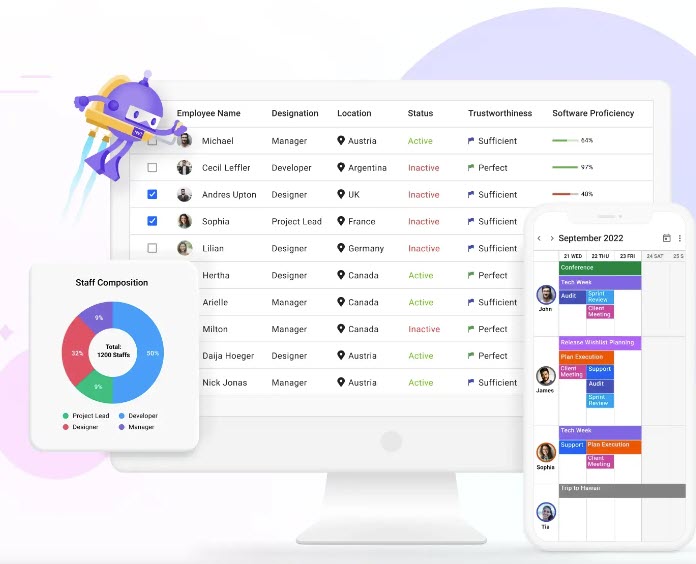 Employee Name Designation Location Status Trustworthiness Software Proficiency
Michael Manager Austria Active Sufficient 64%
Cecil Leffler Developer Argentina Inactive Perfect 97%
Andres Upton Designer UK Inactive Sufficient 40%
Sophia Project Lead France Inactive Sufficient
Lilian Designer Germany Inactive Sufficient
Hertha Designer Canada Active Perfect
Arielle Manager Canada Active Sufficient
Milton Manager Canada Inactive Perfect
Daija Hoeger Designer Austria Active Perfect
Nick Jonas Manager Austria Active Sufficient
Staff Composition
9%
32%
Total:
1200 Staffs
50%
9%
Project Lead Developer
Designer Manager
September 2022
21 WED 22 THU 23 FRI 24 SAT 25 S
Conference
Tech Week
Audit Sprint
Review
Client
Meeting
John
Release Wishlist Planning
Plan Execution
Client
Meeting
Support
Audit
Sprint
Review
James
Tech Week
Support Plan Execution
Client
Meeting
Sophia
Trip to Hawaii
Tia